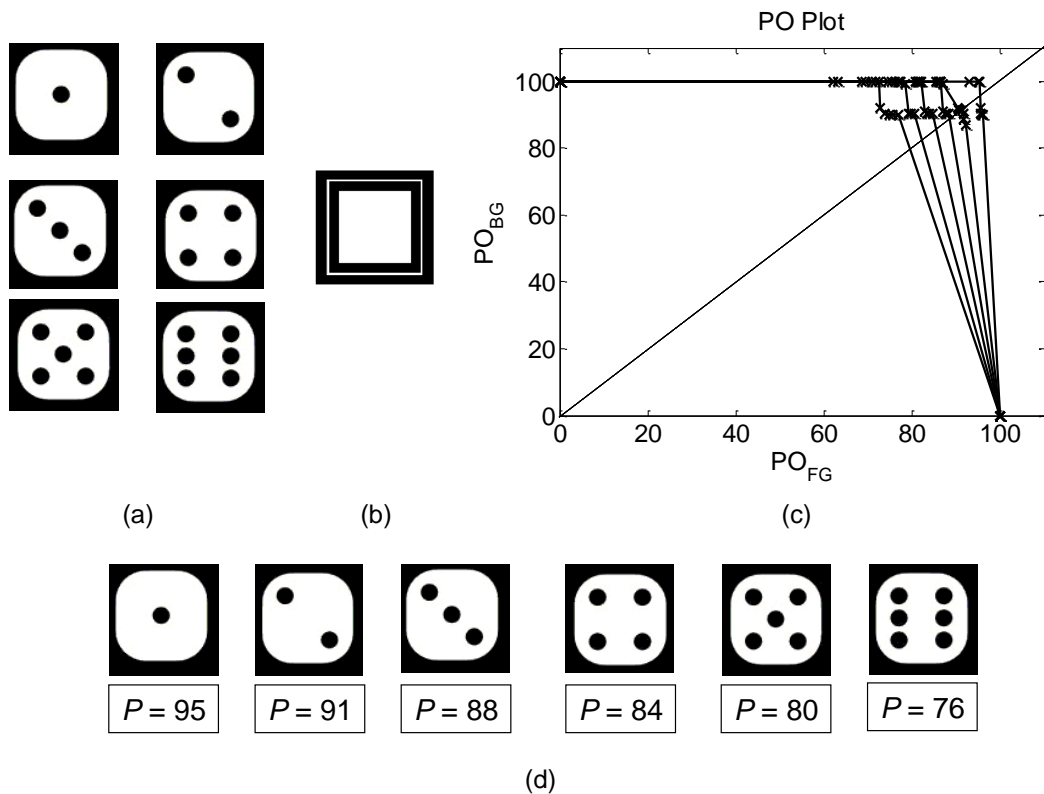 PO Plot
100
80
60
40
20
0
PO_BG
0 20 40 60 80 100
PO_FG
(a) (b) (c)
P = 95 P = 91 P = 88 P = 84 P = 80 P = 76
(d)